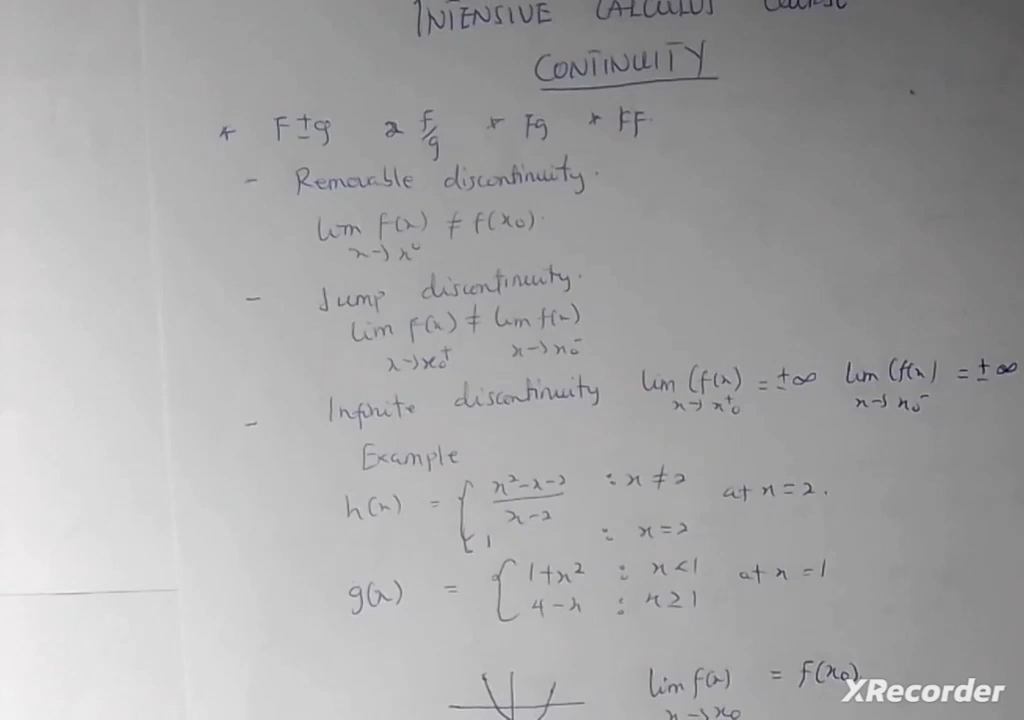 INTENSIVE CALCULUS COURSE
CONTINUITY
* F±g * F/g * Fg * FF
- Removable discontinuity.
lim f(x) ≠ f(x₀).
x→x₀
- Jump discontinuity.
lim f(x) ≠ lim f(x)
x→x₀⁺ x→x₀⁻
- Infinite discontinuity lim (f(x) = ±∞ lim (f(x) = ±∞
x→x₀⁺ x→x₀⁻
Example
h(x) = { x²-x-2 / x-2 : x ≠ 2 at x = 2.
1 : x = 2
g(x) = { 1+x² : x < 1 at x = 1
4-x : x ≥ 1
lim f(x) = f(x₀)
x→x₀
XRecorder